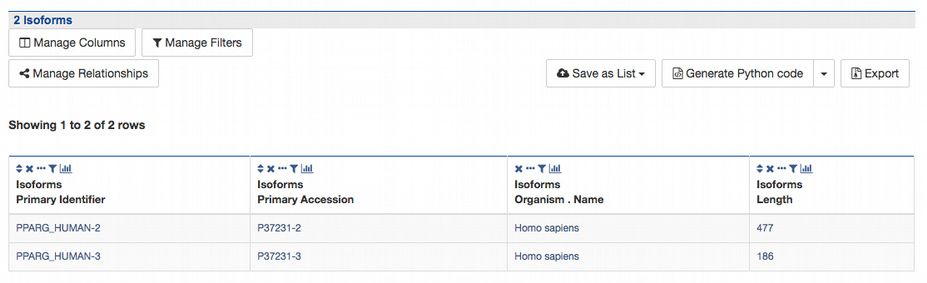 2 Isoforms
Manage Columns Manage Filters
Manage Relationships Save as List Generate Python code Export
Showing 1 to 2 of 2 rows
Isoforms Isoforms Isoforms Isoforms
Primary Identifier Primary Accession Organism . Name Length
PPARG_HUMAN-2 P37231-2 Homo sapiens 477
PPARG_HUMAN-3 P37231-3 Homo sapiens 186